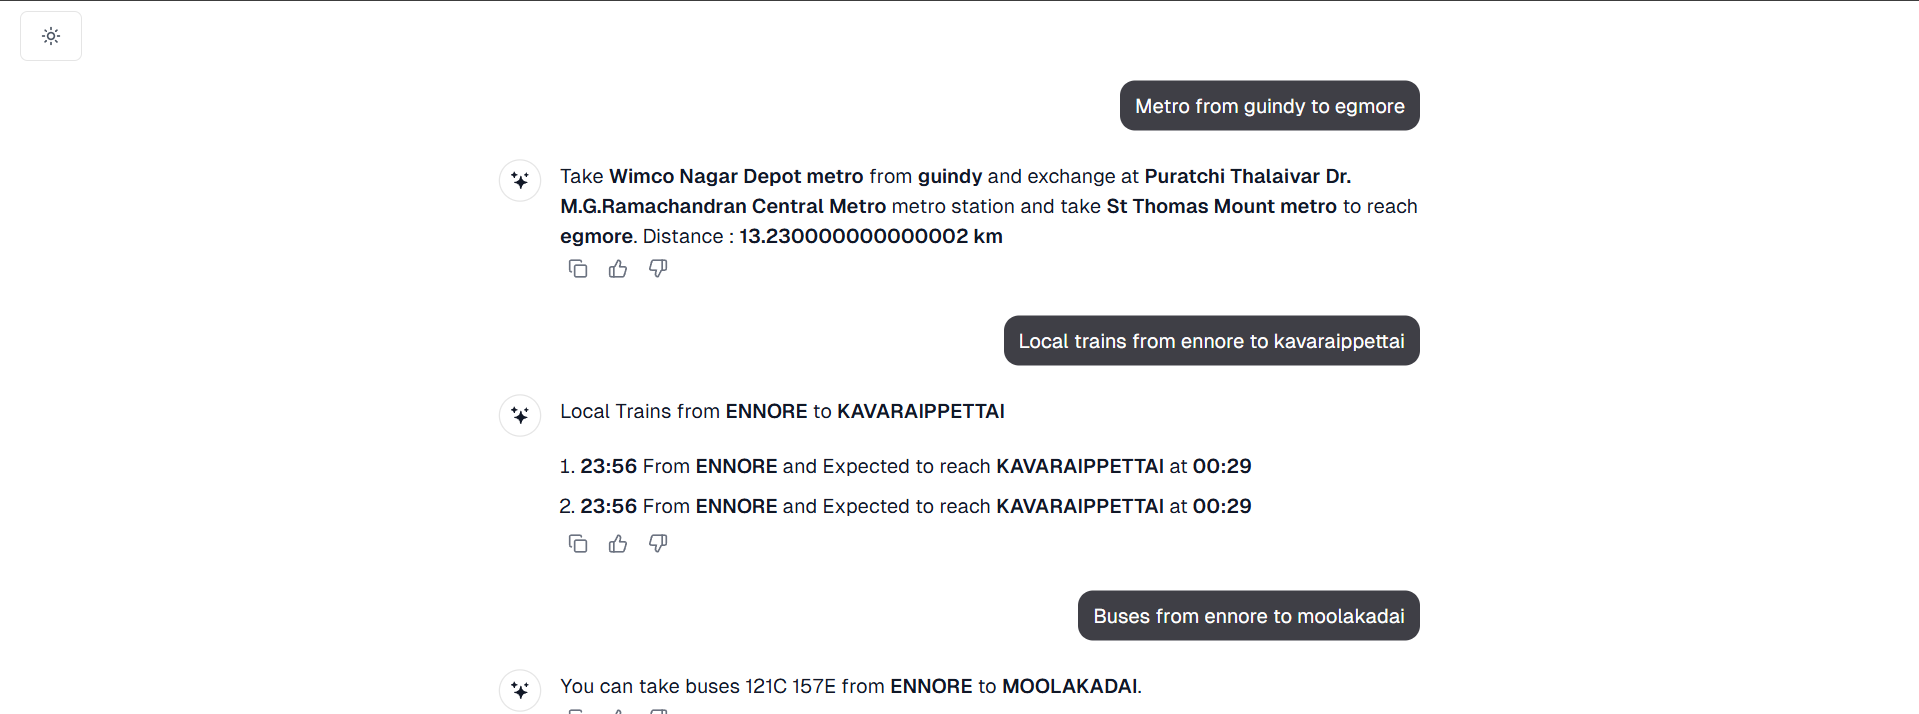 Metro from guindy to egmore
Take Wimco Nagar Depot metro from guindy and exchange at Puratchi Thalaivar Dr.
M.G.Ramachandran Central Metro metro station and take St Thomas Mount metro to reach
egmore. Distance : 13.230000000000002 km
Local trains from ennore to kavaraippettai
Local Trains from ENNORE to KAVARAIPPETTAI
1. 23:56 From ENNORE and Expected to reach KAVARAIPPETTAI at 00:29
2. 23:56 From ENNORE and Expected to reach KAVARAIPPETTAI at 00:29
Buses from ennore to moolakadai
You can take buses 121C 157E from ENNORE to MOOLAKADAI.